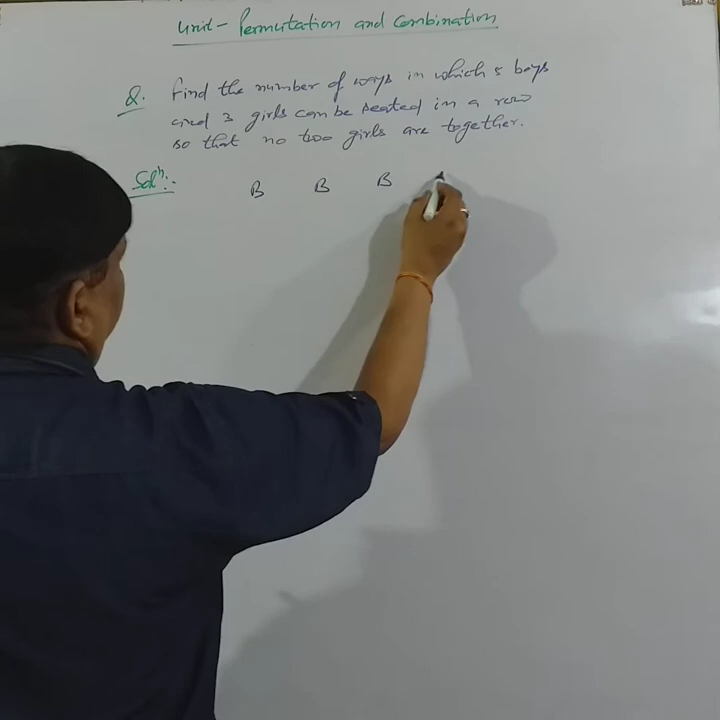 Unit - Permutation and Combination
Q. Find the number of ways in which 5 boys
and 3 girls can be seated in a row
so that no two girls are together.
Solⁿ:- B B B